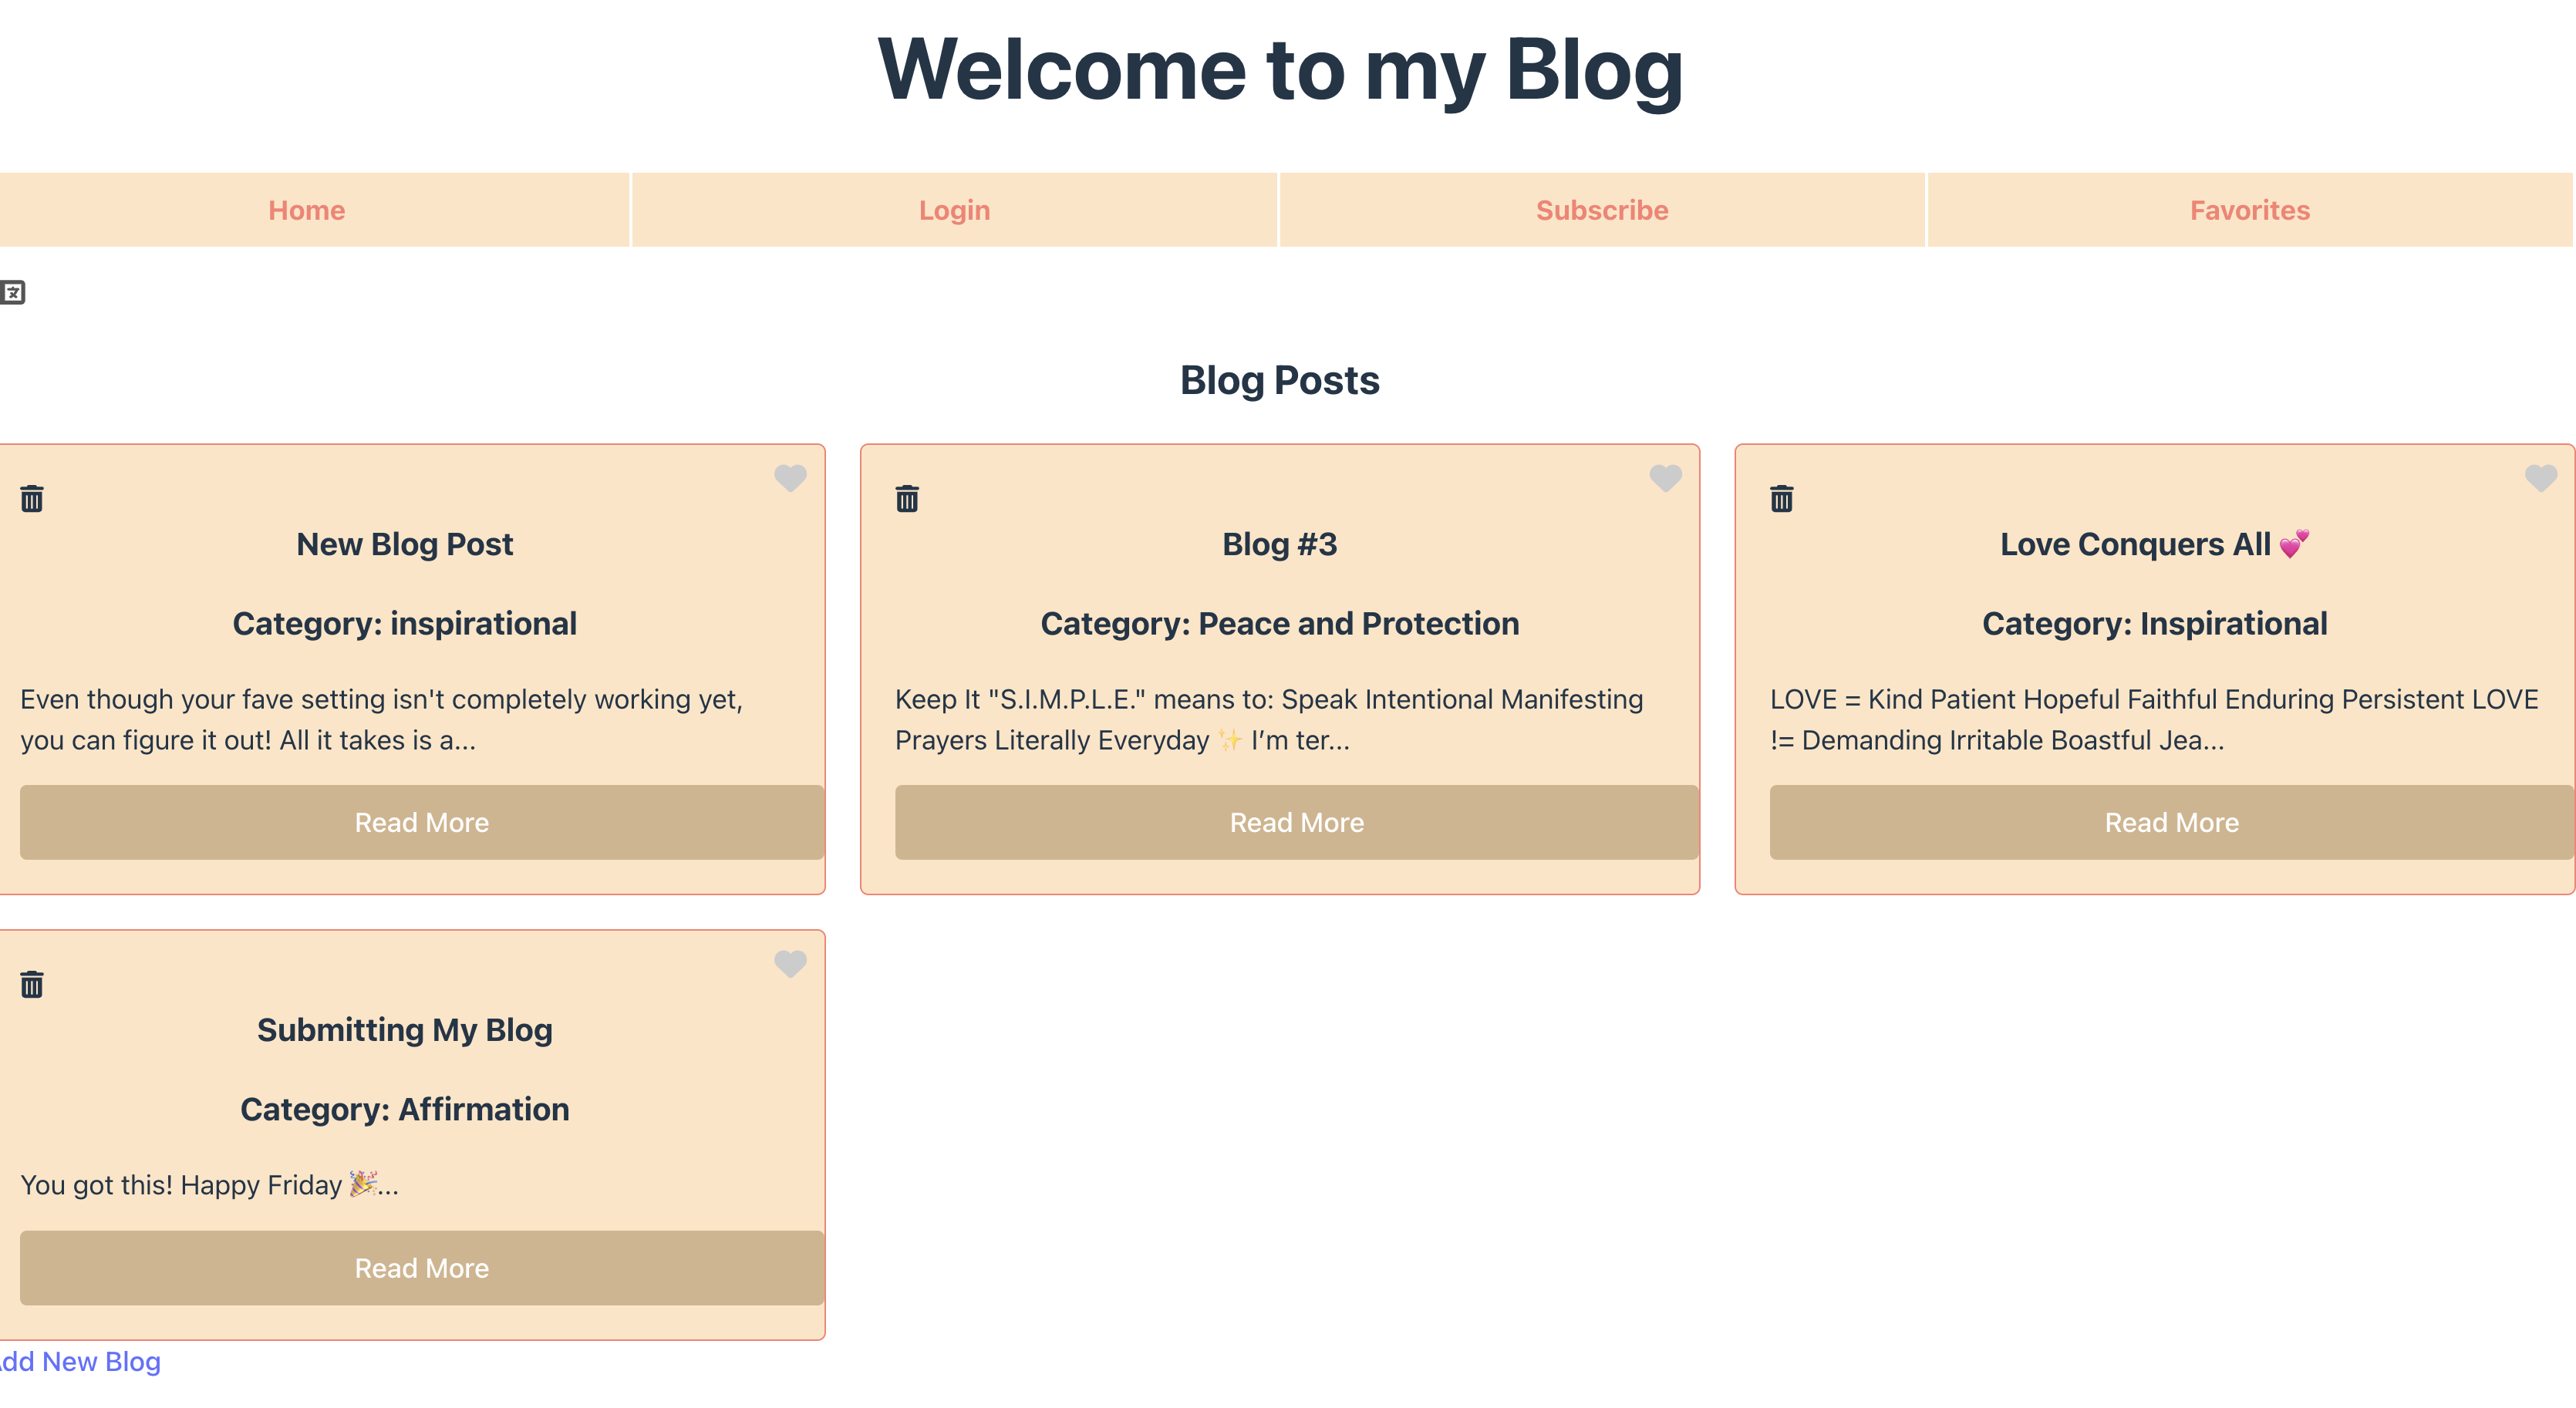 Welcome to my Blog
Home Login Subscribe Favorites
文
Blog Posts
New Blog Post
Category: inspirational
Even though your fave setting isn't completely working yet,
you can figure it out! All it takes is a...
Read More
Blog #3
Category: Peace and Protection
Keep It "S.I.M.P.L.E." means to: Speak Intentional Manifesting
Prayers Literally Everyday ✨ I’m ter...
Read More
Love Conquers All 💕
Category: Inspirational
LOVE = Kind Patient Hopeful Faithful Enduring Persistent LOVE
!= Demanding Irritable Boastful Jea...
Read More
Submitting My Blog
Category: Affirmation
You got this! Happy Friday 🎉...
Read More
Add New Blog